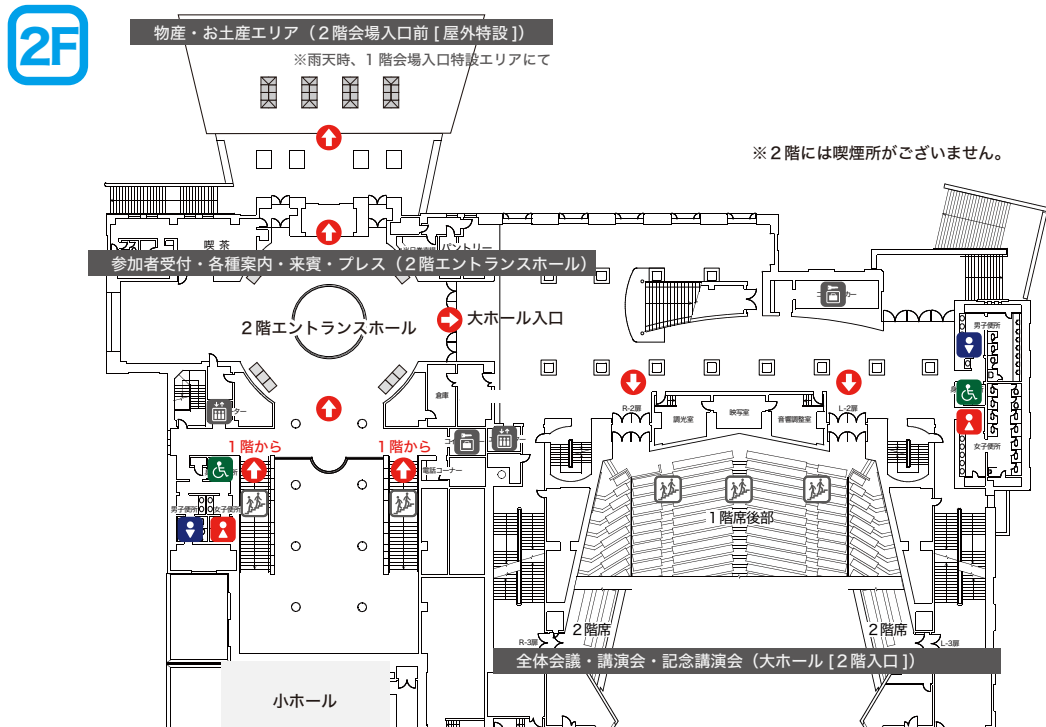 2F
物産・お土産エリア（２階会場入口前 [ 屋外特設 ]）
※雨天時、１階会場入口特設エリアにて
※２階には喫煙所がございません。
喫 茶
パントリー
参加者受付・各種案内・来賓・プレス（２階エントランスホール）
２階エントランスホール
大ホール入口
男子便所
倉庫
R-2扉
調光室
映写室
音響調整室
L-2扉
１階から
１階から
女子便所
電話コーナー
男子便所
女子便所
１階席後部
２階席
２階席
R-3扉
L-3扉
全体会議・講演会・記念講演会（大ホール [２階入口 ]）
小ホール